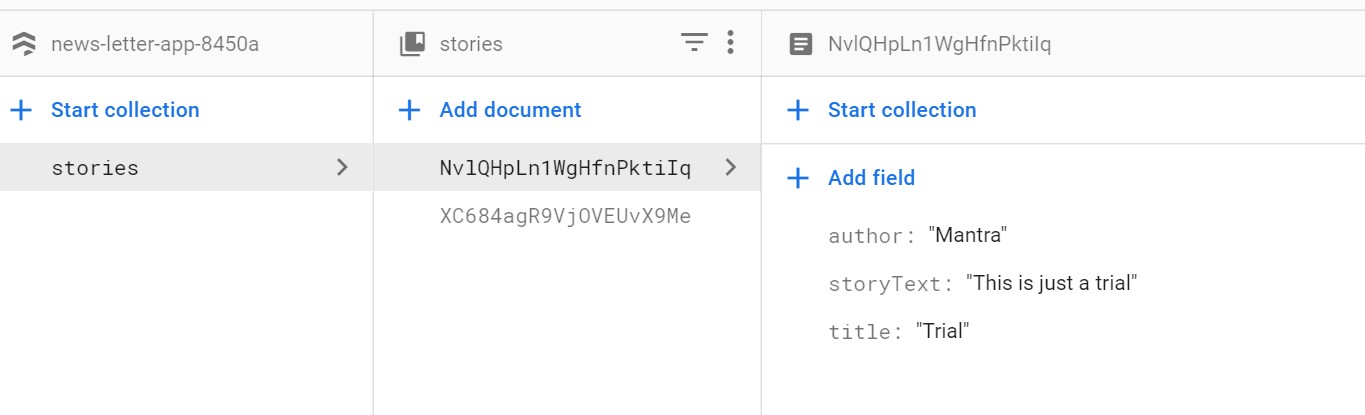 news-letter-app-8450a
Start collection
stories
stories
Add document
NvlQHpLn1WgHfnPktiIq
XC684agR9VjOVEUvX9Me
NvlQHpLn1WgHfnPktiIq
Start collection
Add field
author: "Mantra"
storyText: "This is just a trial"
title: "Trial"